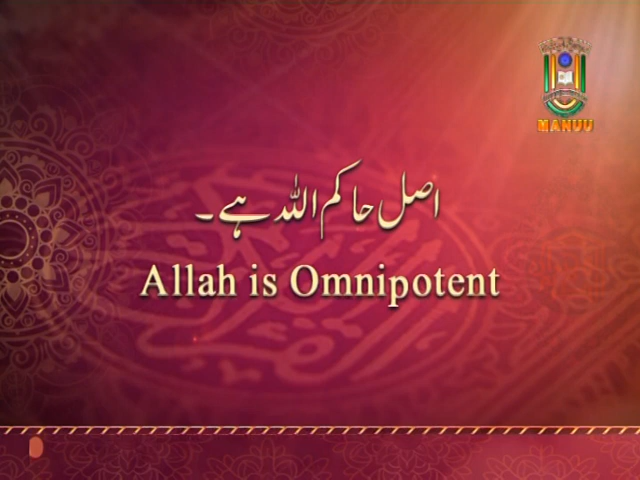 MANUU
اصل حاکم اللہ ہے۔
Allah is Omnipotent